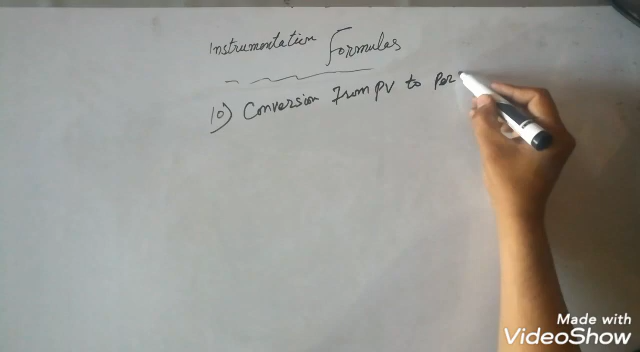 Instrumentation Formulas
10) Conversion From PV to Per
Made with
VideoShow